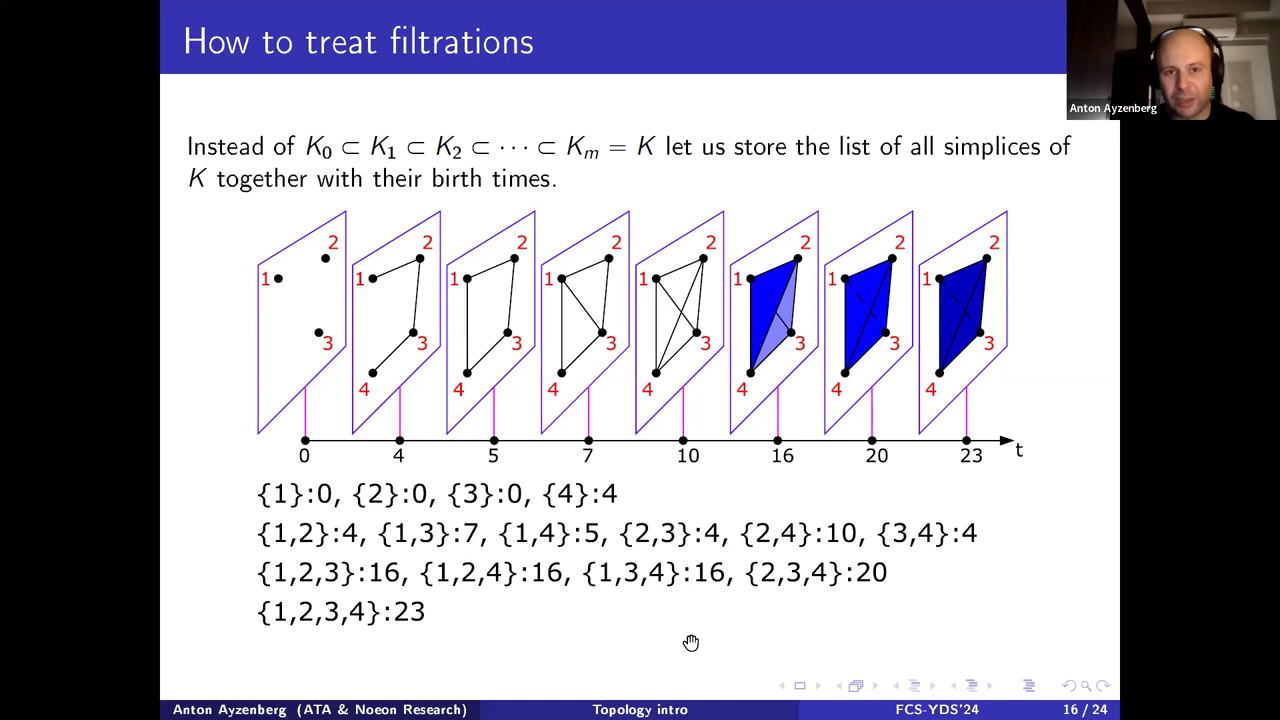 How to treat filtrations
Anton Ayzenberg
Instead of K₀ ⊂ K₁ ⊂ K₂ ⊂ ⋯ ⊂ Kₘ = K let us store the list of all simplices of
K together with their birth times.
1 2 3
1 2 3 4
1 2 3 4
1 2 3 4
1 2 3 4
1 2 3 4
1 2 3 4
1 2 3 4
0 4 5 7 10 16 20 23 t
{1}:0, {2}:0, {3}:0, {4}:4
{1,2}:4, {1,3}:7, {1,4}:5, {2,3}:4, {2,4}:10, {3,4}:4
{1,2,3}:16, {1,2,4}:16, {1,3,4}:16, {2,3,4}:20
{1,2,3,4}:23
Anton Ayzenberg (ATA & Noeon Research) Topology intro FCS-YDS'24 16 / 24